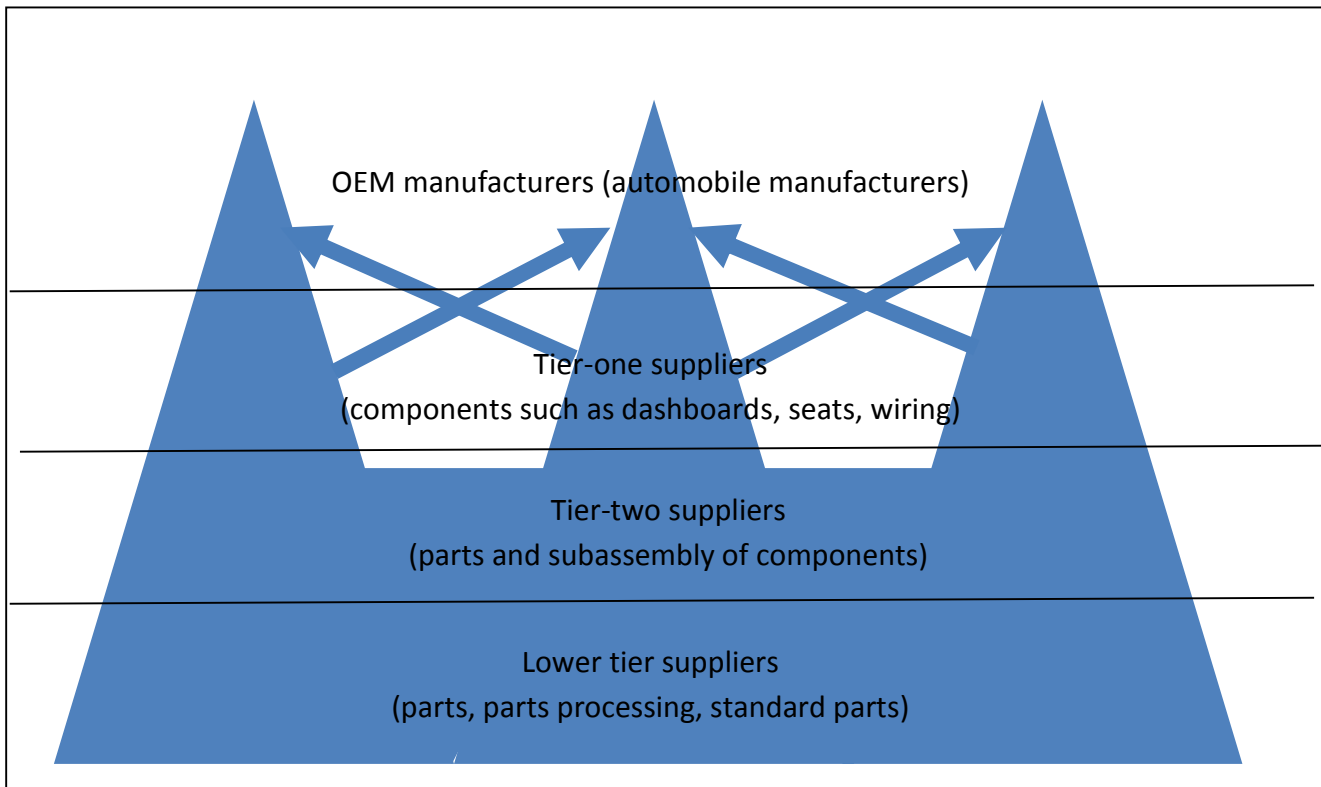 OEM manufacturers (automobile manufacturers)
Tier-one suppliers
(components such as dashboards, seats, wiring)
Tier-two suppliers
(parts and subassembly of components)
Lower tier suppliers
(parts, parts processing, standard parts)